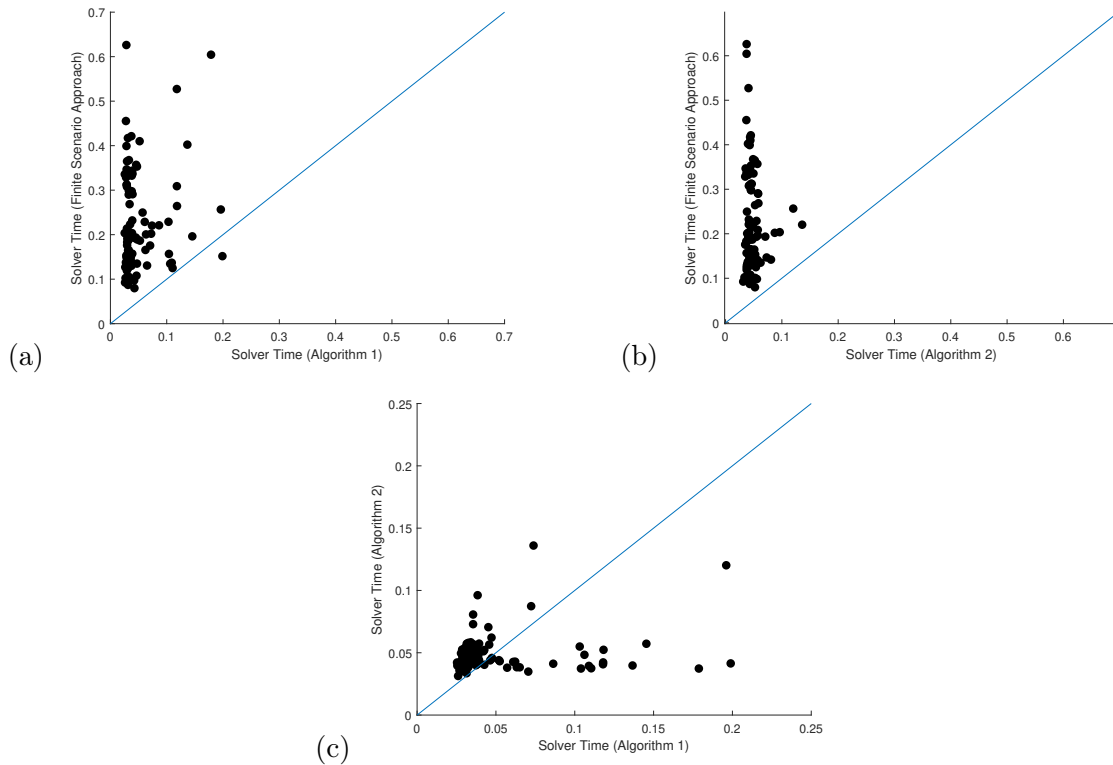 0.7
0.6
0.5
0.4
0.3
0.2
0.1
0
Solver Time (Finite Scenario Approach)
0 0.1 0.2 0.3 0.4 0.5 0.6 0.7
Solver Time (Algorithm 1)
(a)
0.6
0.5
0.4
0.3
0.2
0.1
0
Solver Time (Finite Scenario Approach)
0 0.1 0.2 0.3 0.4 0.5 0.6
Solver Time (Algorithm 2)
(b)
0.25
0.2
0.15
0.1
0.05
0
Solver Time (Algorithm 2)
0 0.05 0.1 0.15 0.2 0.25
Solver Time (Algorithm 1)
(c)